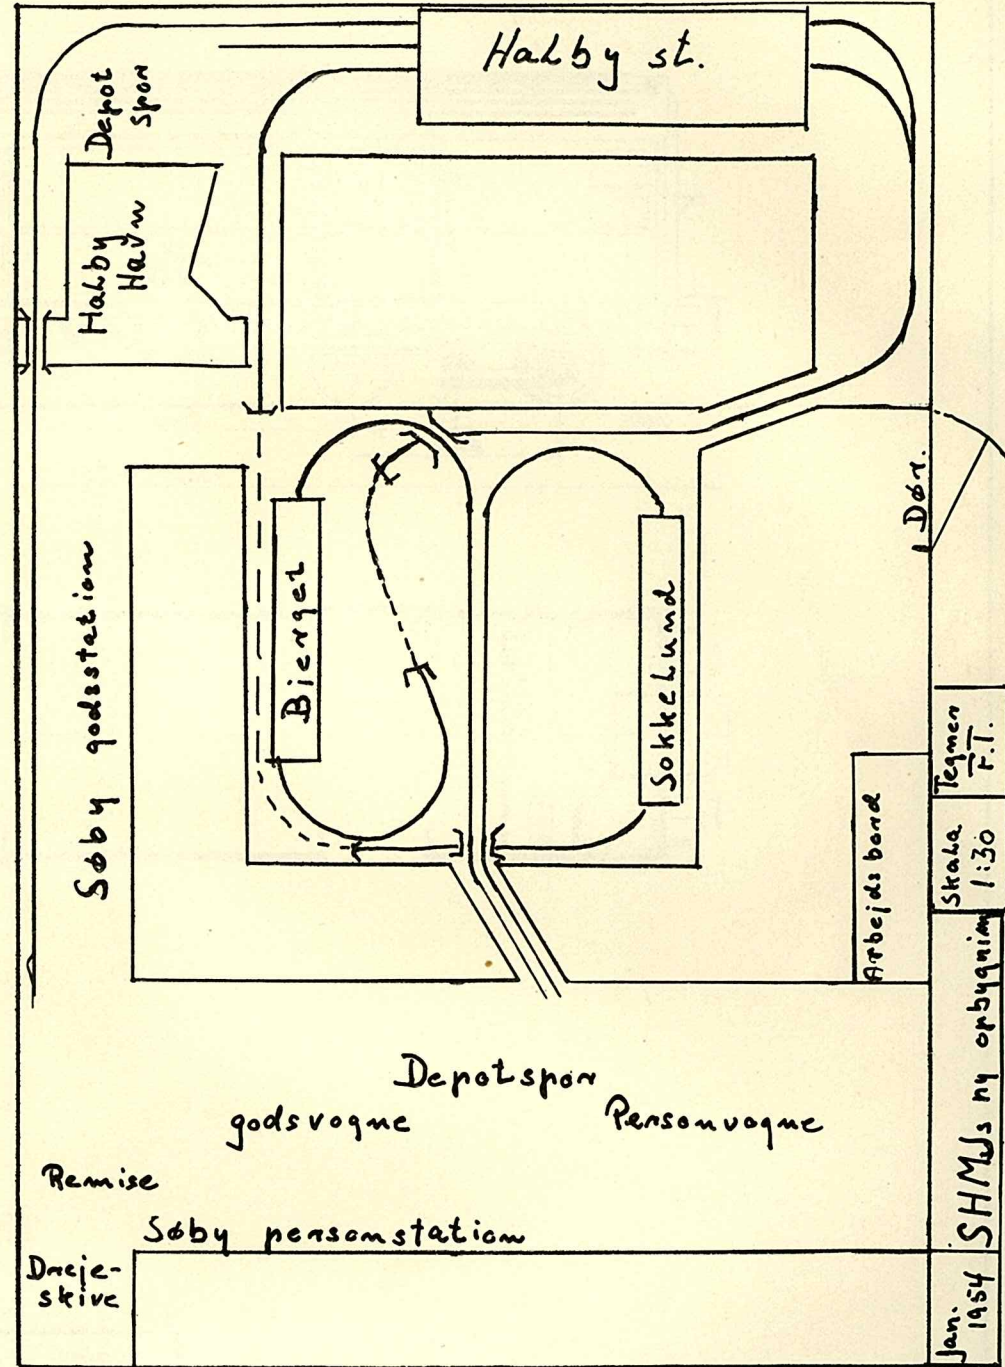 Halby st.
Depot
spor
Halby
Havn
Dør.
Søby godsstation
Bjerget
Sokkelund
Arbejdsbord
Tegner
F.T.
Skala
1:30
Jan.
1954
SHMJs ny opbygning
Depotspor
godsvogne
Personvogne
Remise
Søby personstation
Dreje-
skive